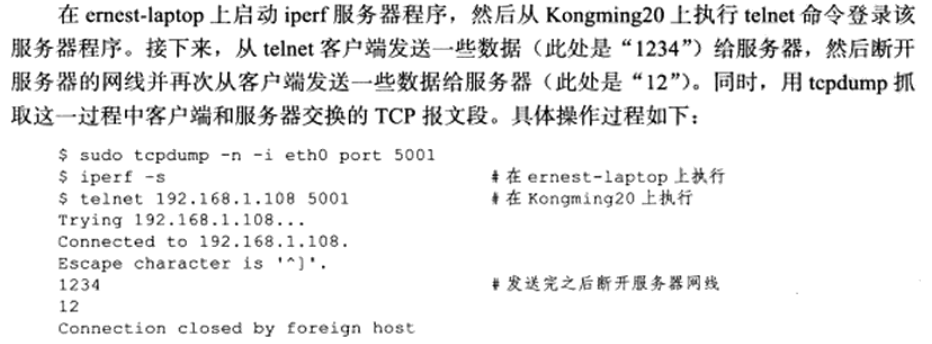 在 ernest-laptop 上启动 iperf 服务器程序，然后从 Kongming20 上执行 telnet 命令登录该
服务器程序。接下来，从 telnet 客户端发送一些数据（此处是“1234”）给服务器，然后断开
服务器的网线并再次从客户端发送一些数据给服务器（此处是“12”）。同时，用 tcpdump 抓
取这一过程中客户端和服务器交换的 TCP 报文段。具体操作过程如下：
$ sudo tcpdump -n -i eth0 port 5001
$ iperf -s #在 ernest-laptop 上执行
$ telnet 192.168.1.108 5001 #在 Kongming20 上执行
Trying 192.168.1.108...
Connected to 192.168.1.108.
Escape character is '^]'.
1234 #发送完之后断开服务器网线
12
Connection closed by foreign host